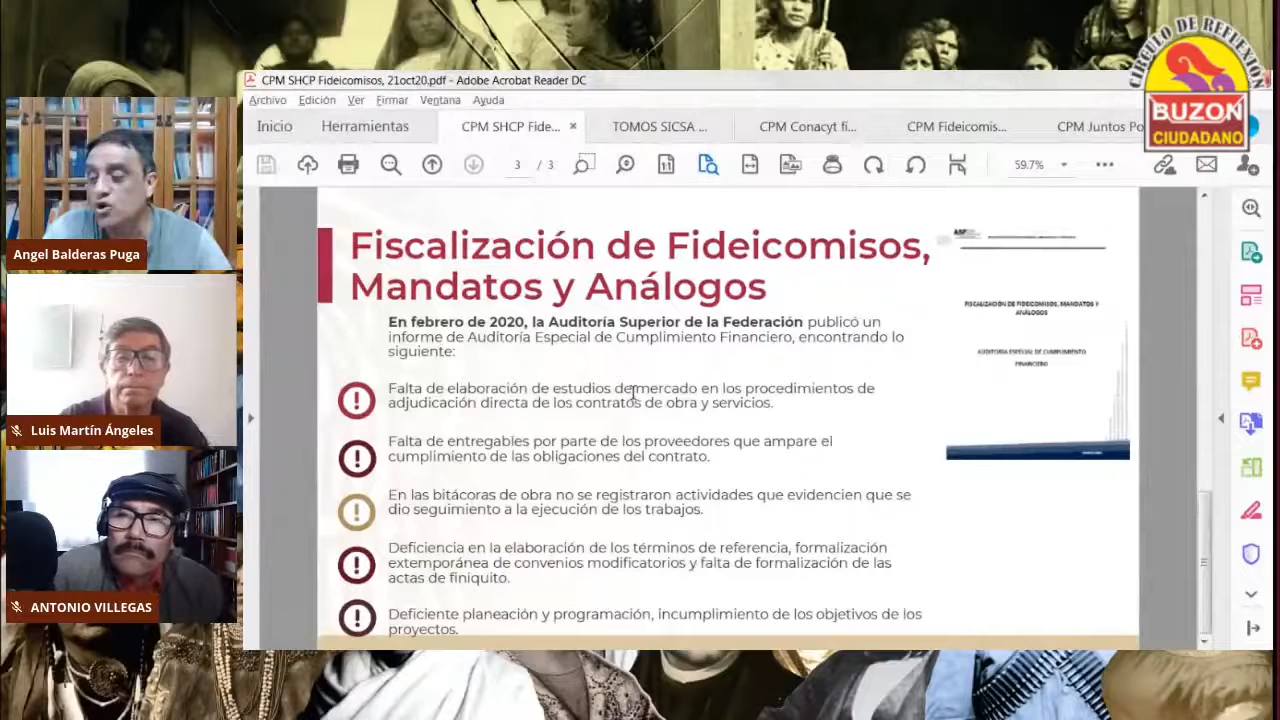 CÍRCULO DE REFLEXIÓN
BUZON
CIUDADANO
CPM SHCP Fideicomisos, 21oct20.pdf - Adobe Acrobat Reader DC
Archivo Edición Ver Firmar Ventana Ayuda
Inicio Herramientas CPM SHCP Fide... × TOMOS SICSA ... CPM Conacyt fi... CPM Fideicomis... CPM Juntos Po
3 / 3 59.7%
Angel Balderas Puga
Luis Martín Ángeles
ANTONIO VILLEGAS
Fiscalización de Fideicomisos,
Mandatos y Análogos
En febrero de 2020, la Auditoría Superior de la Federación publicó un
informe de Auditoría Especial de Cumplimiento Financiero, encontrando lo
siguiente:
Falta de elaboración de estudios de mercado en los procedimientos de
adjudicación directa de los contratos de obra y servicios.
Falta de entregables por parte de los proveedores que ampare el
cumplimiento de las obligaciones del contrato.
En las bitácoras de obra no se registraron actividades que evidencien que se
dio seguimiento a la ejecución de los trabajos.
Deficiencia en la elaboración de los términos de referencia, formalización
extemporánea de convenios modificatorios y falta de formalización de las
actas de finiquito.
Deficiente planeación y programación, incumplimiento de los objetivos de los
proyectos.
ASF
FISCALIZACIÓN DE FIDEICOMISOS, MANDATOS Y
ANÁLOGOS
AUDITORÍA ESPECIAL DE CUMPLIMIENTO
FINANCIERO